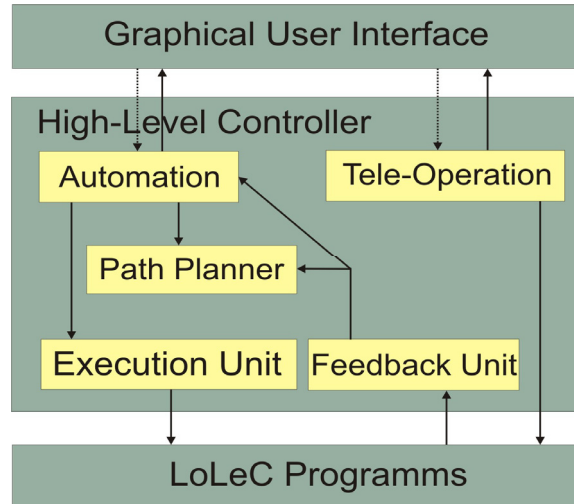 Graphical User Interface
High-Level Controller
Automation
Tele-Operation
Path Planner
Execution Unit
Feedback Unit
LoLeC Programms